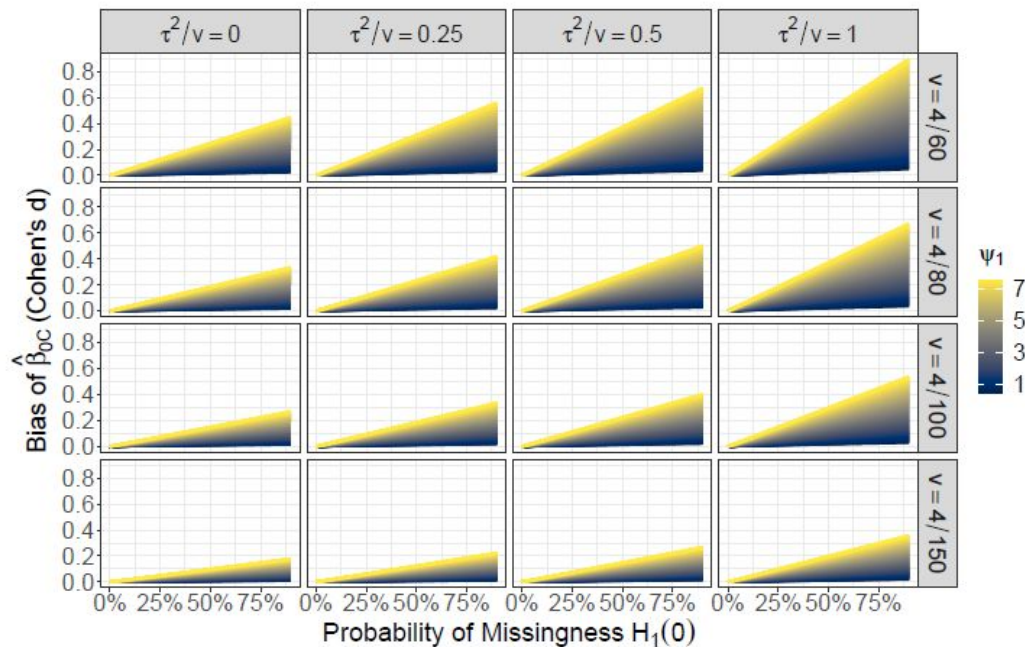 τ²/v = 0 τ²/v = 0.25 τ²/v = 0.5 τ²/v = 1
0.8
0.6
0.4
0.2
0.0
v = 4/60
0.8
0.6
0.4
0.2
0.0
v = 4/80
0.8
0.6
0.4
0.2
0.0
v = 4/100
0.8
0.6
0.4
0.2
0.0
v = 4/150
Bias of β̂₀C (Cohen's d)
0% 25% 50% 75% 0% 25% 50% 75% 0% 25% 50% 75% 0% 25% 50% 75%
Probability of Missingness H₁(0)
ψ₁
7
5
3
1